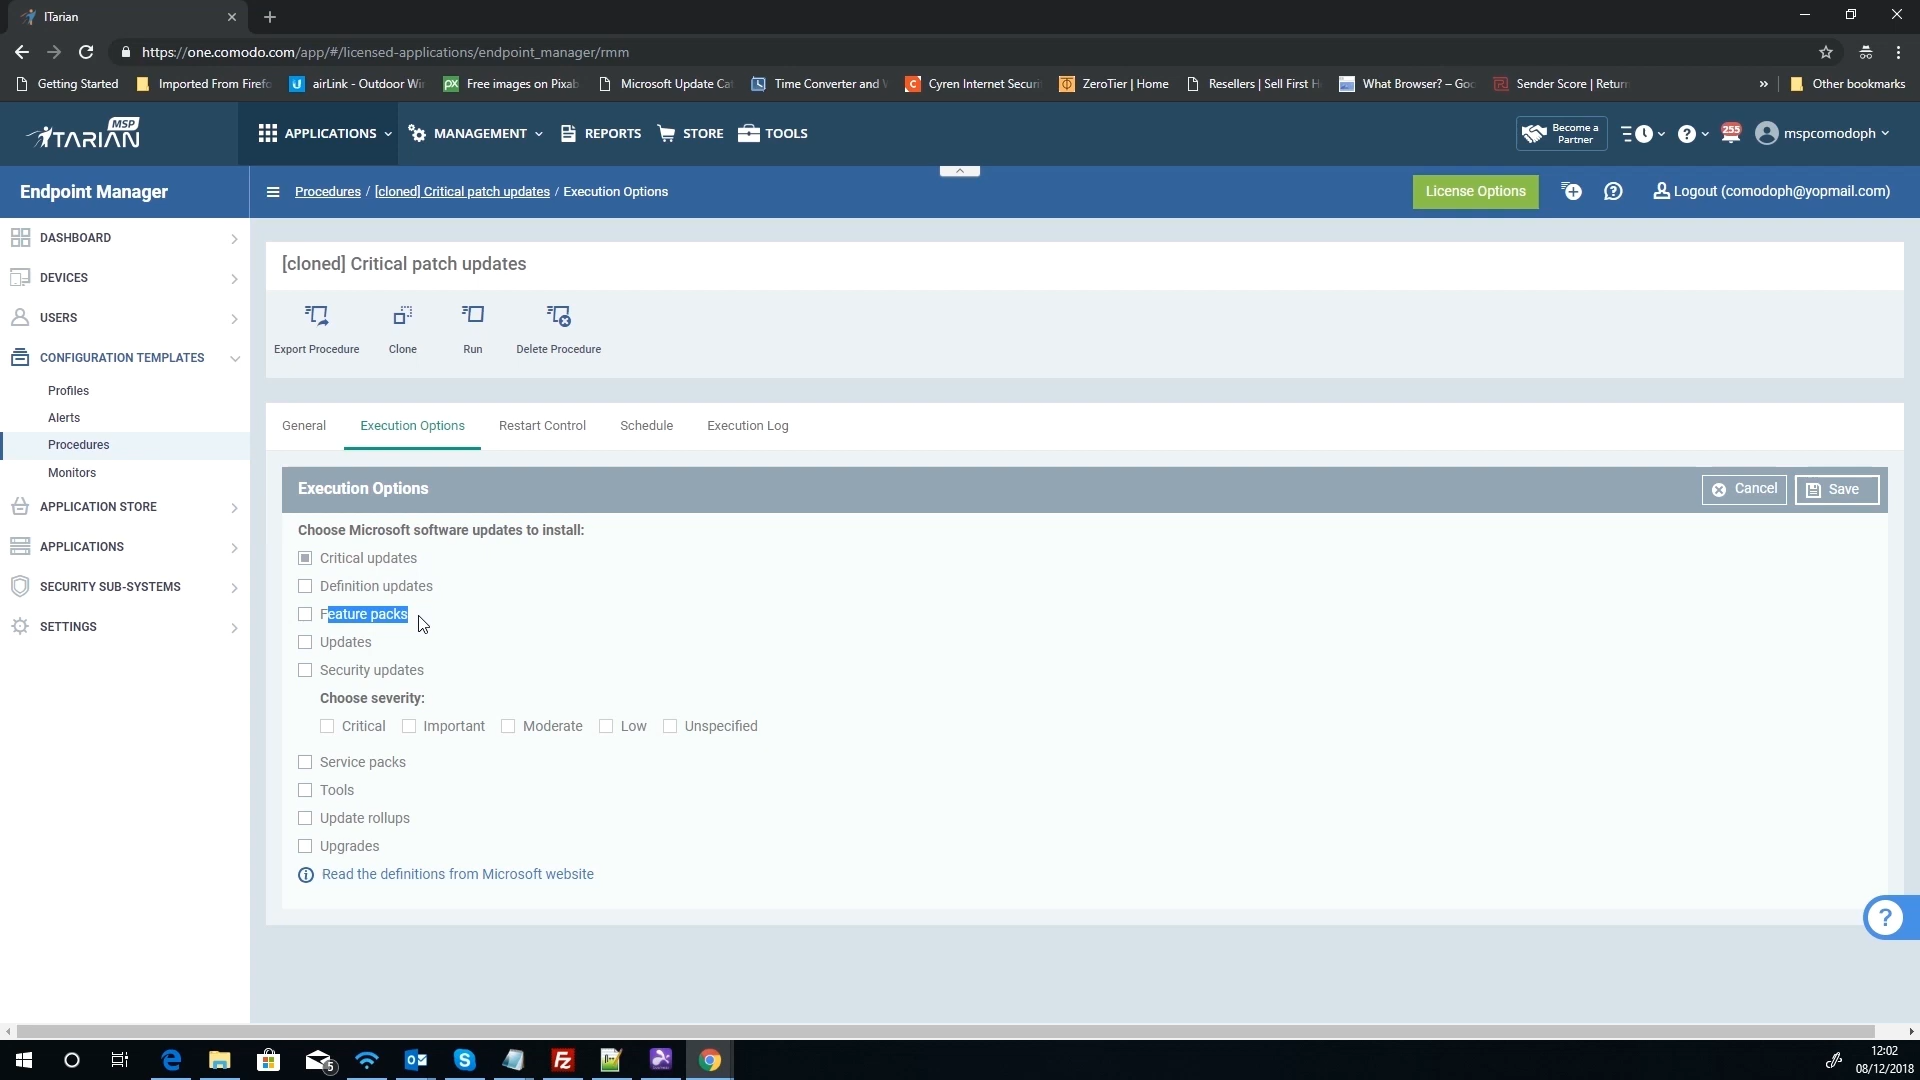 ITarian
https://one.comodo.com/app/#/licensed-applications/endpoint_manager/rmm
Getting Started
Imported From Firefo
airLink - Outdoor Wi
Free images on Pixab
Microsoft Update Cat
Time Converter and
Cyren Internet Securi
ZeroTier | Home
Resellers | Sell First H
What Browser? – Goo
Sender Score | Return
»
Other bookmarks
ITARIAN MSP
APPLICATIONS
MANAGEMENT
REPORTS
STORE
TOOLS
Become a
Partner
255
mspcomodoph
Endpoint Manager
Procedures / [cloned] Critical patch updates / Execution Options
License Options
Logout (comodoph@yopmail.com)
DASHBOARD
DEVICES
USERS
CONFIGURATION TEMPLATES
Profiles
Alerts
Procedures
Monitors
APPLICATION STORE
APPLICATIONS
SECURITY SUB-SYSTEMS
SETTINGS
[cloned] Critical patch updates
Export Procedure
Clone
Run
Delete Procedure
General
Execution Options
Restart Control
Schedule
Execution Log
Execution Options
Cancel
Save
Choose Microsoft software updates to install:
Critical updates
Definition updates
Feature packs
Updates
Security updates
Choose severity:
Critical
Important
Moderate
Low
Unspecified
Service packs
Tools
Update rollups
Upgrades
Read the definitions from Microsoft website
?
5
12:02
08/12/2018